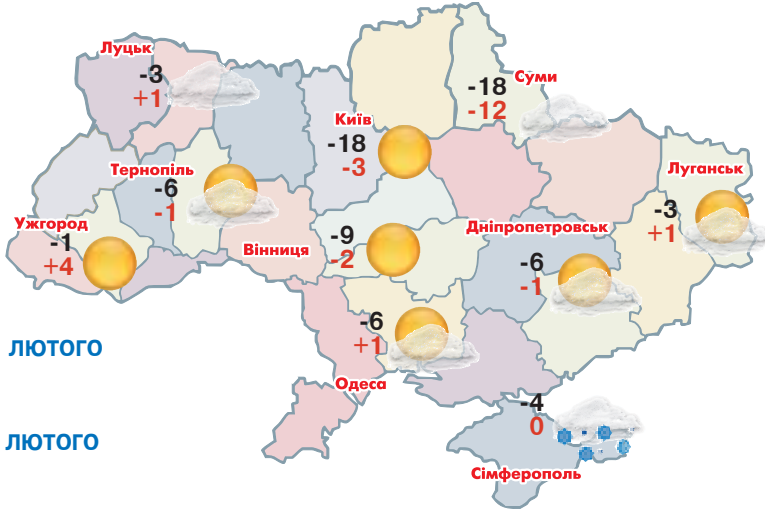 Луцьк
-3
+1
Суми
-18
-12
Київ
-18
-3
Тернопіль
-6
-1
Луганськ
-3
+1
Ужгород
-1
+4
Вінниця
-9
-2
Дніпропетровськ
-6
-1
-6
+1
ЛЮТОГО
Одеса
-4
0
ЛЮТОГО
Сімферополь